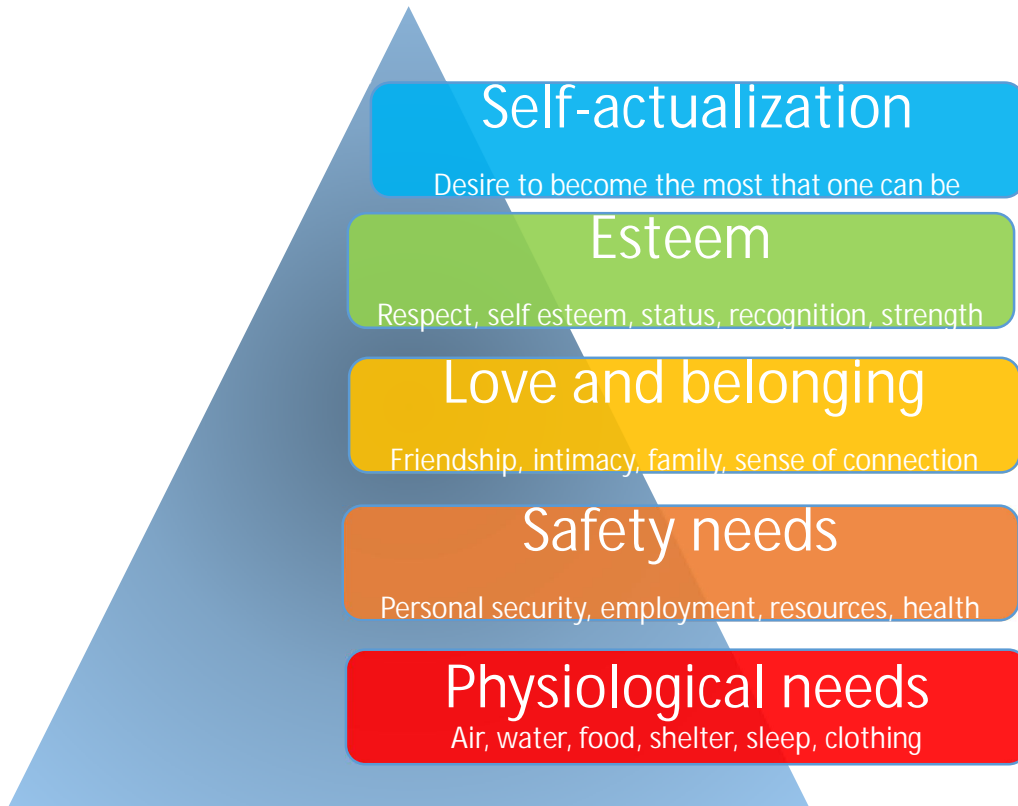 Self-actualization
Desire to become the most that one can be
Esteem
Respect, self esteem, status, recognition, strength
Love and belonging
Friendship, intimacy, family, sense of connection
Safety needs
Personal security, employment, resources, health
Physiological needs
Air, water, food, shelter, sleep, clothing